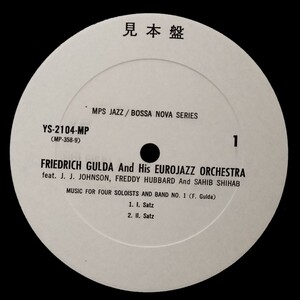 見本盤
MPS JAZZ/BOSSA NOVA SERIES
YS-2104-MP
(MP-358-9)
1
FRIEDRICH GULDA And His EUROJAZZ ORCHESTRA
feat. J. J. JOHNSON, FREDDY HUBBARD And SAHIB SHIHAB
MUSIC FOR FOUR SOLOISTS AND BAND NO. 1 (F. Gulda)
1. I. Satz
2. II. Satz